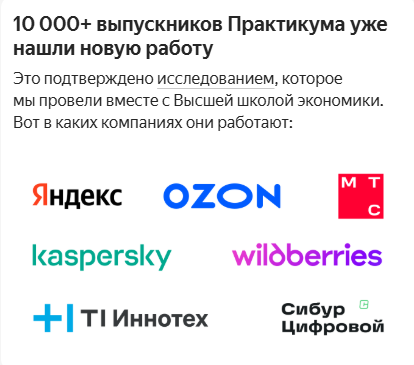 10 000+ выпускников Практикума уже
нашли новую работу
Это подтверждено исследованием, которое
мы провели вместе с Высшей школой экономики.
Вот в каких компаниях они работают:
Яндекс
OZON
МТС
kaspersky
wildberries
T1 Иннотех
Сибур
Цифровой